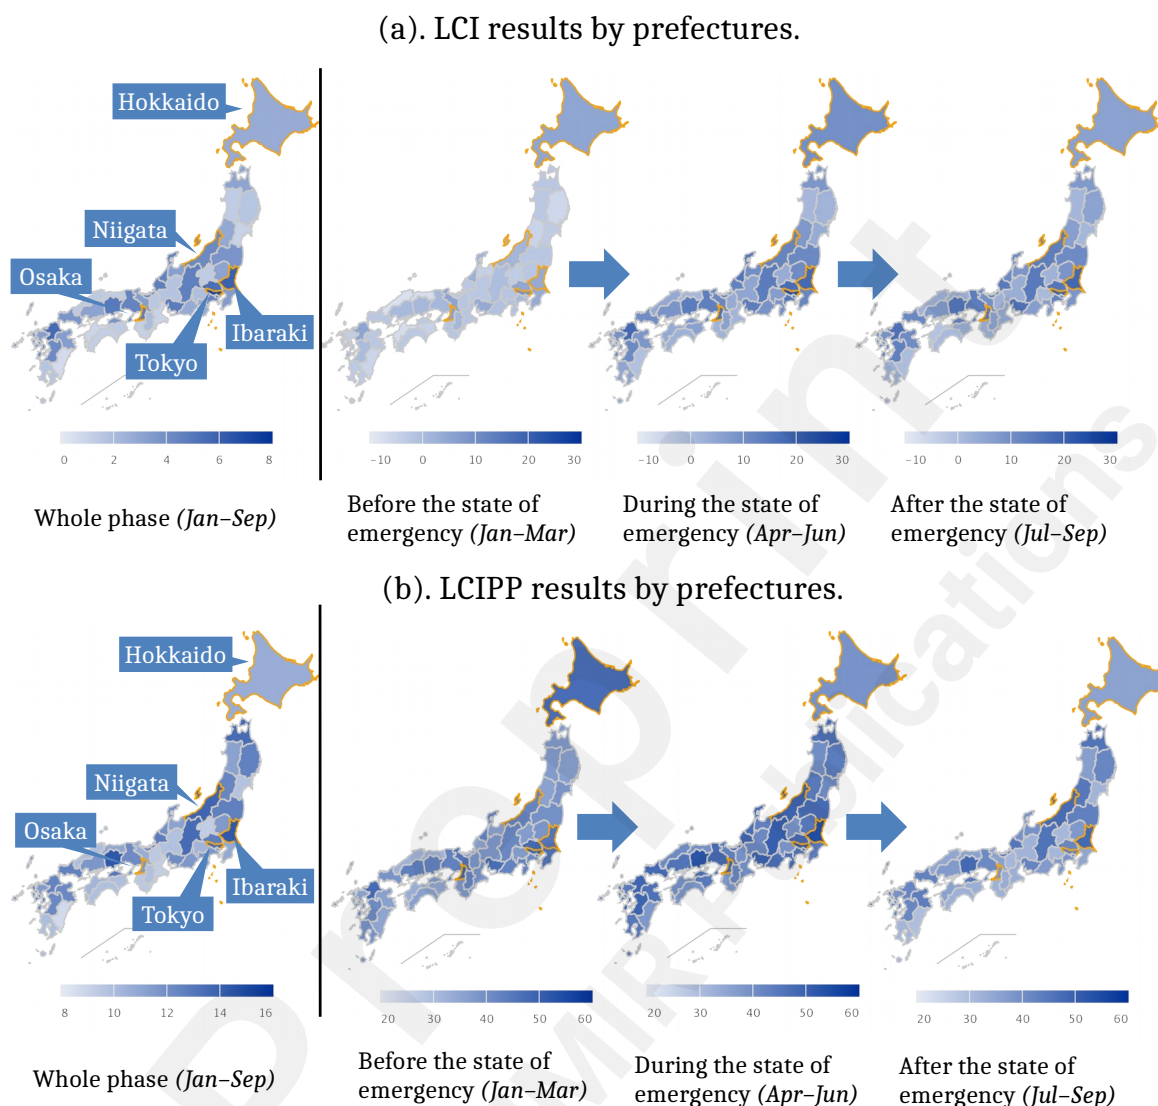 (a). LCI results by prefectures.
Hokkaido
Niigata
Osaka
Ibaraki
Tokyo
0 2 4 6 8
−10 0 10 20 30
−10 0 10 20 30
−10 0 10 20 30
Whole phase (Jan–Sep)
Before the state of
emergency (Jan–Mar)
During the state of
emergency (Apr–Jun)
After the state of
emergency (Jul–Sep)
(b). LCIPP results by prefectures.
Hokkaido
Niigata
Osaka
Ibaraki
Tokyo
8 10 12 14 16
20 30 40 50 60
20 30 40 50 60
20 30 40 50 60
Whole phase (Jan–Sep)
Before the state of
emergency (Jan–Mar)
During the state of
emergency (Apr–Jun)
After the state of
emergency (Jul–Sep)
Preprint
JMIR Publications